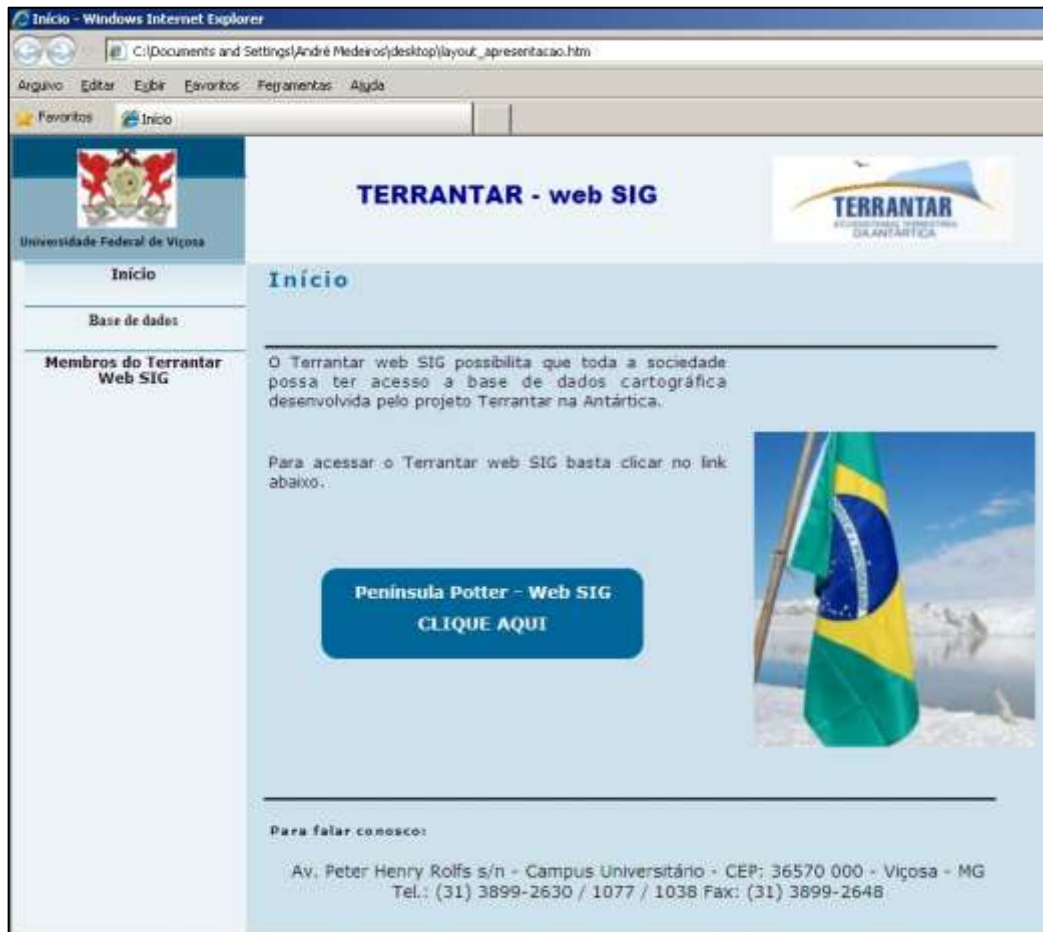 Início - Windows Internet Explorer
C:\Documents and Settings\André Medeiros\desktop\layout_apresentacao.htm
Arquivo Editar Exibir Favoritos Ferramentas Ajuda
Favoritos Início
Universidade Federal de Viçosa
TERRANTAR - web SIG
TERRANTAR
ECOSSISTEMAS TERRESTRES
DA ANTÁRTICA
Início
Base de dados
Membros do Terrantar
Web SIG
Início
O Terrantar web SIG possibilita que toda a sociedade
possa ter acesso a base de dados cartográfica
desenvolvida pelo projeto Terrantar na Antártica.
Para acessar o Terrantar web SIG basta clicar no link
abaixo.
Península Potter - Web SIG
CLIQUE AQUI
Para falar conosco:
Av. Peter Henry Rolfs s/n - Campus Universitário - CEP: 36570 000 - Viçosa - MG
Tel.: (31) 3899-2630 / 1077 / 1038 Fax: (31) 3899-2648